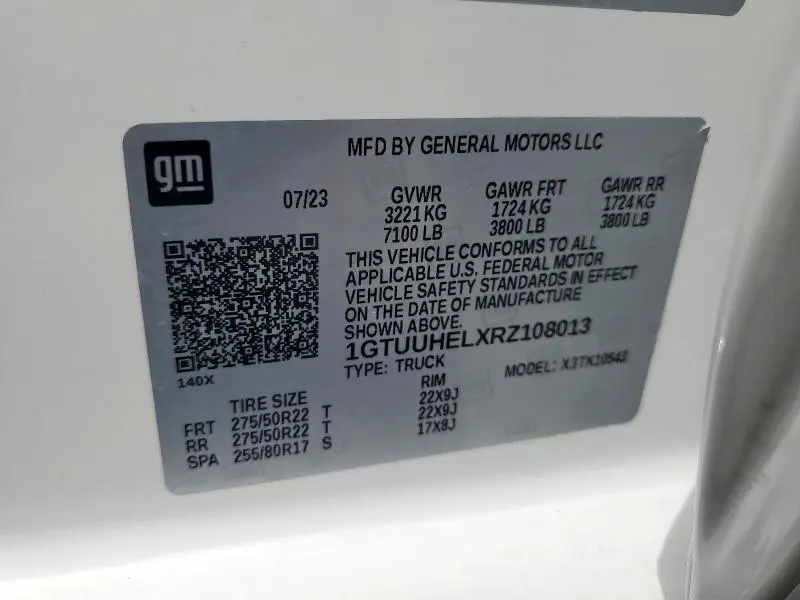 gm
MFD BY GENERAL MOTORS LLC
07/23 GVWR GAWR FRT GAWR RR
3221 KG 1724 KG 1724 KG
7100 LB 3800 LB 3800 LB
THIS VEHICLE CONFORMS TO ALL
APPLICABLE U.S. FEDERAL MOTOR
VEHICLE SAFETY STANDARDS IN EFFECT
ON THE DATE OF MANUFACTURE
SHOWN ABOVE.
1GTUUHELXRZ108013
140X
TYPE: TRUCK MODEL: X3TK10543
TIRE SIZE RIM
FRT 275/50R22 T 22X9J
RR 275/50R22 T 22X9J
SPA 255/80R17 S 17X8J